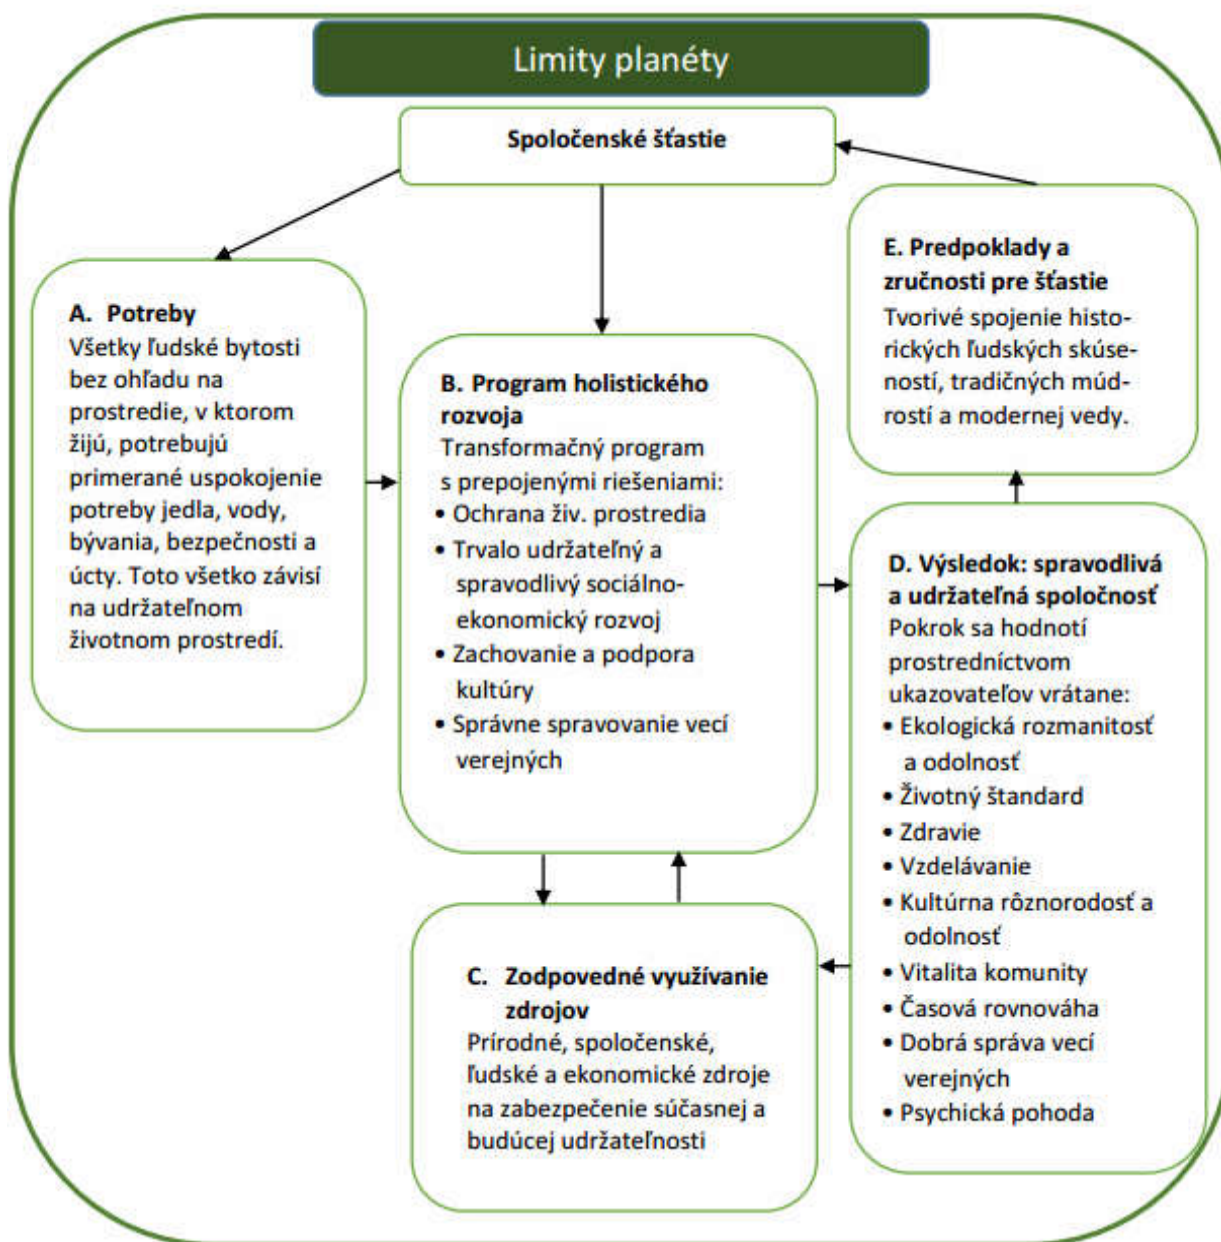 Limity planéty
Spoločenské šťastie
A. Potreby
Všetky ľudské bytosti
bez ohľadu na
prostredie, v ktorom
žijú, potrebujú
primerané uspokojenie
potreby jedla, vody,
bývania, bezpečnosti a
úcty. Toto všetko závisí
na udržateľnom
životnom prostredí.
B. Program holistického
rozvoja
Transformačný program
s prepojenými riešeniami:
• Ochrana živ. prostredia
• Trvalo udržateľný a
spravodlivý sociálno-
ekonomický rozvoj
• Zachovanie a podpora
kultúry
• Správne spravovanie vecí
verejných
C. Zodpovedné využívanie
zdrojov
Prírodné, spoločenské,
ľudské a ekonomické zdroje
na zabezpečenie súčasnej a
budúcej udržateľnosti
D. Výsledok: spravodlivá
a udržateľná spoločnosť
Pokrok sa hodnotí
prostredníctvom
ukazovateľov vrátane:
• Ekologická rozmanitosť
a odolnosť
• Životný štandard
• Zdravie
• Vzdelávanie
• Kultúrna rôznorodosť a
odolnosť
• Vitalita komunity
• Časová rovnováha
• Dobrá správa vecí
verejných
• Psychická pohoda
E. Predpoklady a
zručnosti pre šťastie
Tvorivé spojenie histo-
rických ľudských skúse-
ností, tradičných múd-
rostí a modernej vedy.